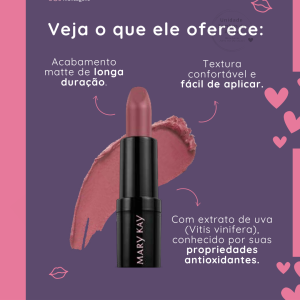 Veja o que ele oferece:
Acabamento
matte de longa
duração.
Textura
confortável e
fácil de aplicar.
MARY KAY
Com extrato de uva
(Vitis vinifera),
conhecido por suas
propriedades
antioxidantes.